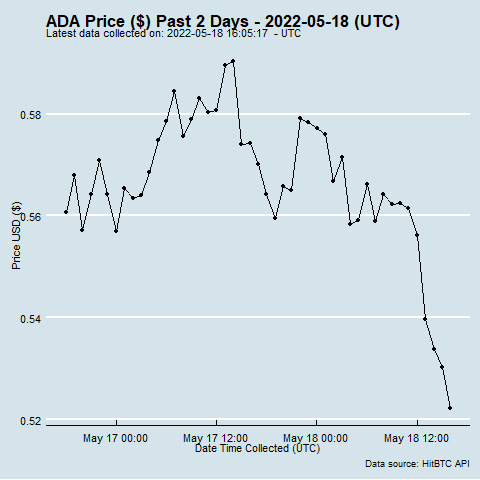 ADA Price ($) Past 2 Days - 2022-05-18 (UTC)
Latest data collected on: 2022-05-18 16:05:17  - UTC
Price USD ($)
0.58
0.56
0.54
0.52
May 17 00:00
May 17 12:00
May 18 00:00
May 18 12:00
Date Time Collected (UTC)
Data source: HitBTC API